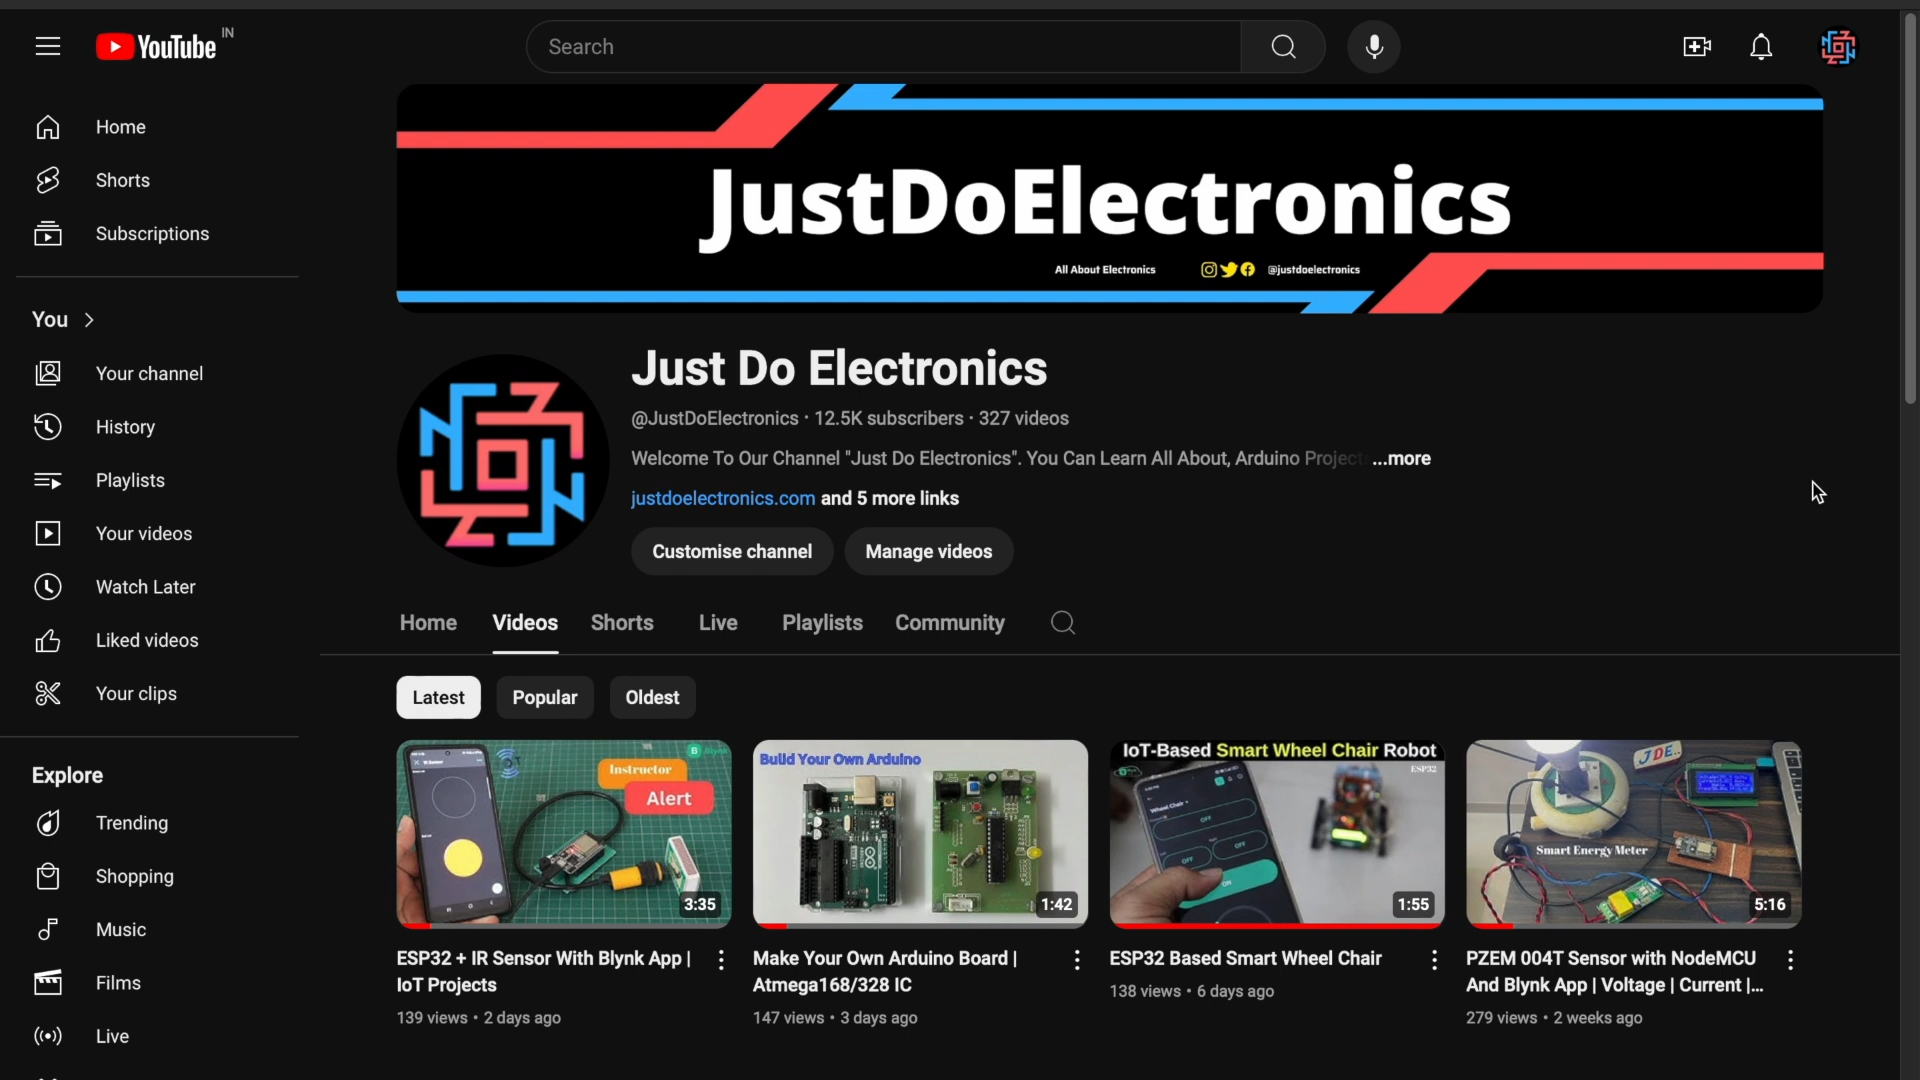 YouTube IN
Search
Home
Shorts
Subscriptions
You
Your channel
History
Playlists
Your videos
Watch Later
Liked videos
Your clips
Explore
Trending
Shopping
Music
Films
Live
JustDoElectronics
All About Electronics @justdoelectronics
Just Do Electronics
@JustDoElectronics · 12.5K subscribers · 327 videos
Welcome To Our Channel "Just Do Electronics". You Can Learn All About, Arduino Project ...more
justdoelectronics.com and 5 more links
Customise channel Manage videos
Home Videos Shorts Live Playlists Community
Latest Popular Oldest
Instructor
Alert
3:35
ESP32 + IR Sensor With Blynk App |
IoT Projects
139 views • 2 days ago
Build Your Own Arduino
1:42
Make Your Own Arduino Board |
Atmega168/328 IC
147 views • 3 days ago
IoT-Based Smart Wheel Chair Robot
ESP32
Wheel Chair
OFF
OFF
OFF
ON
1:55
ESP32 Based Smart Wheel Chair
138 views • 6 days ago
JDE..
Smart Energy Meter
5:16
PZEM 004T Sensor with NodeMCU
And Blynk App | Voltage | Current |...
279 views • 2 weeks ago